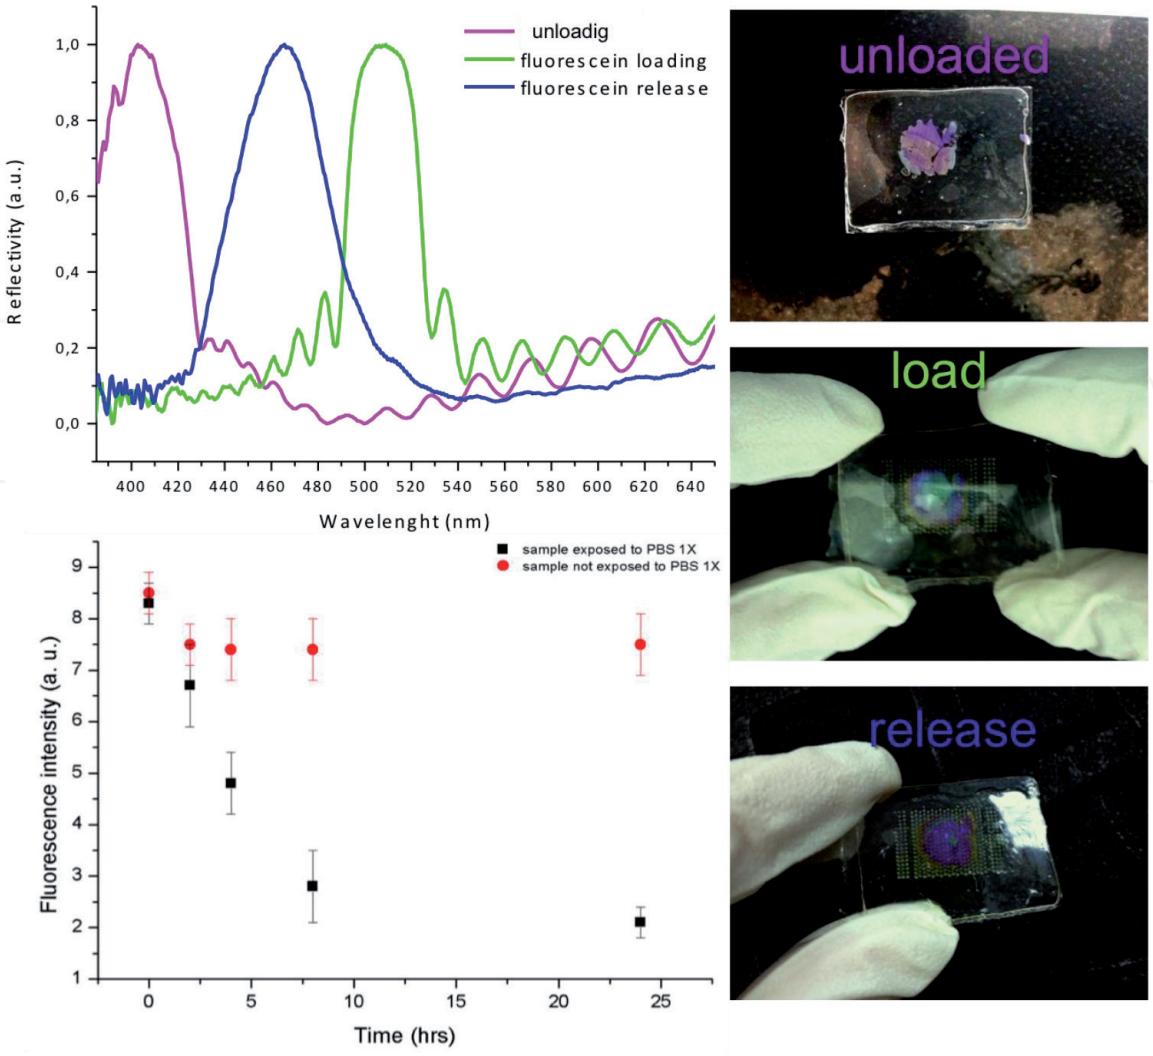 1,0
0,8
0,6
0,4
0,2
0,0
Reflectivity (a.u.)
unloadig
fluorescein loading
fluorescein release
400 420 440 460 480 500 520 540 560 580 600 620 640
Wavelenght (nm)
unloaded
load
release
9
8
7
6
5
4
3
2
1
Fluorescence intensity (a. u.)
sample exposed to PBS 1X
sample not exposed to PBS 1X
0 5 10 15 20 25
Time (hrs)